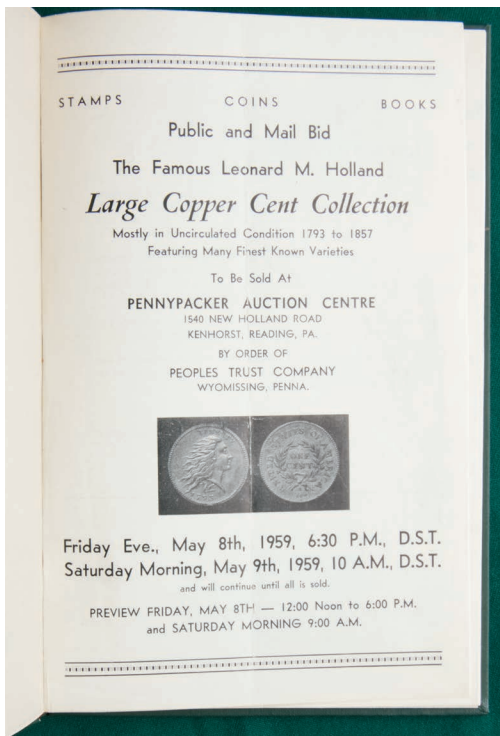 STAMPS COINS BOOKS
Public and Mail Bid
The Famous Leonard M. Holland
Large Copper Cent Collection
Mostly in Uncirculated Condition 1793 to 1857
Featuring Many Finest Known Varieties
To Be Sold At
PENNYPACKER AUCTION CENTRE
1540 NEW HOLLAND ROAD
KENHORST, READING, PA.
BY ORDER OF
PEOPLES TRUST COMPANY
WYOMISSING, PENNA.
Friday Eve., May 8th, 1959, 6:30 P.M., D.S.T.
Saturday Morning, May 9th, 1959, 10 A.M., D.S.T.
and will continue until all is sold.
PREVIEW FRIDAY, MAY 8TH — 12:00 Noon to 6:00 P.M.
and SATURDAY MORNING 9:00 A.M.